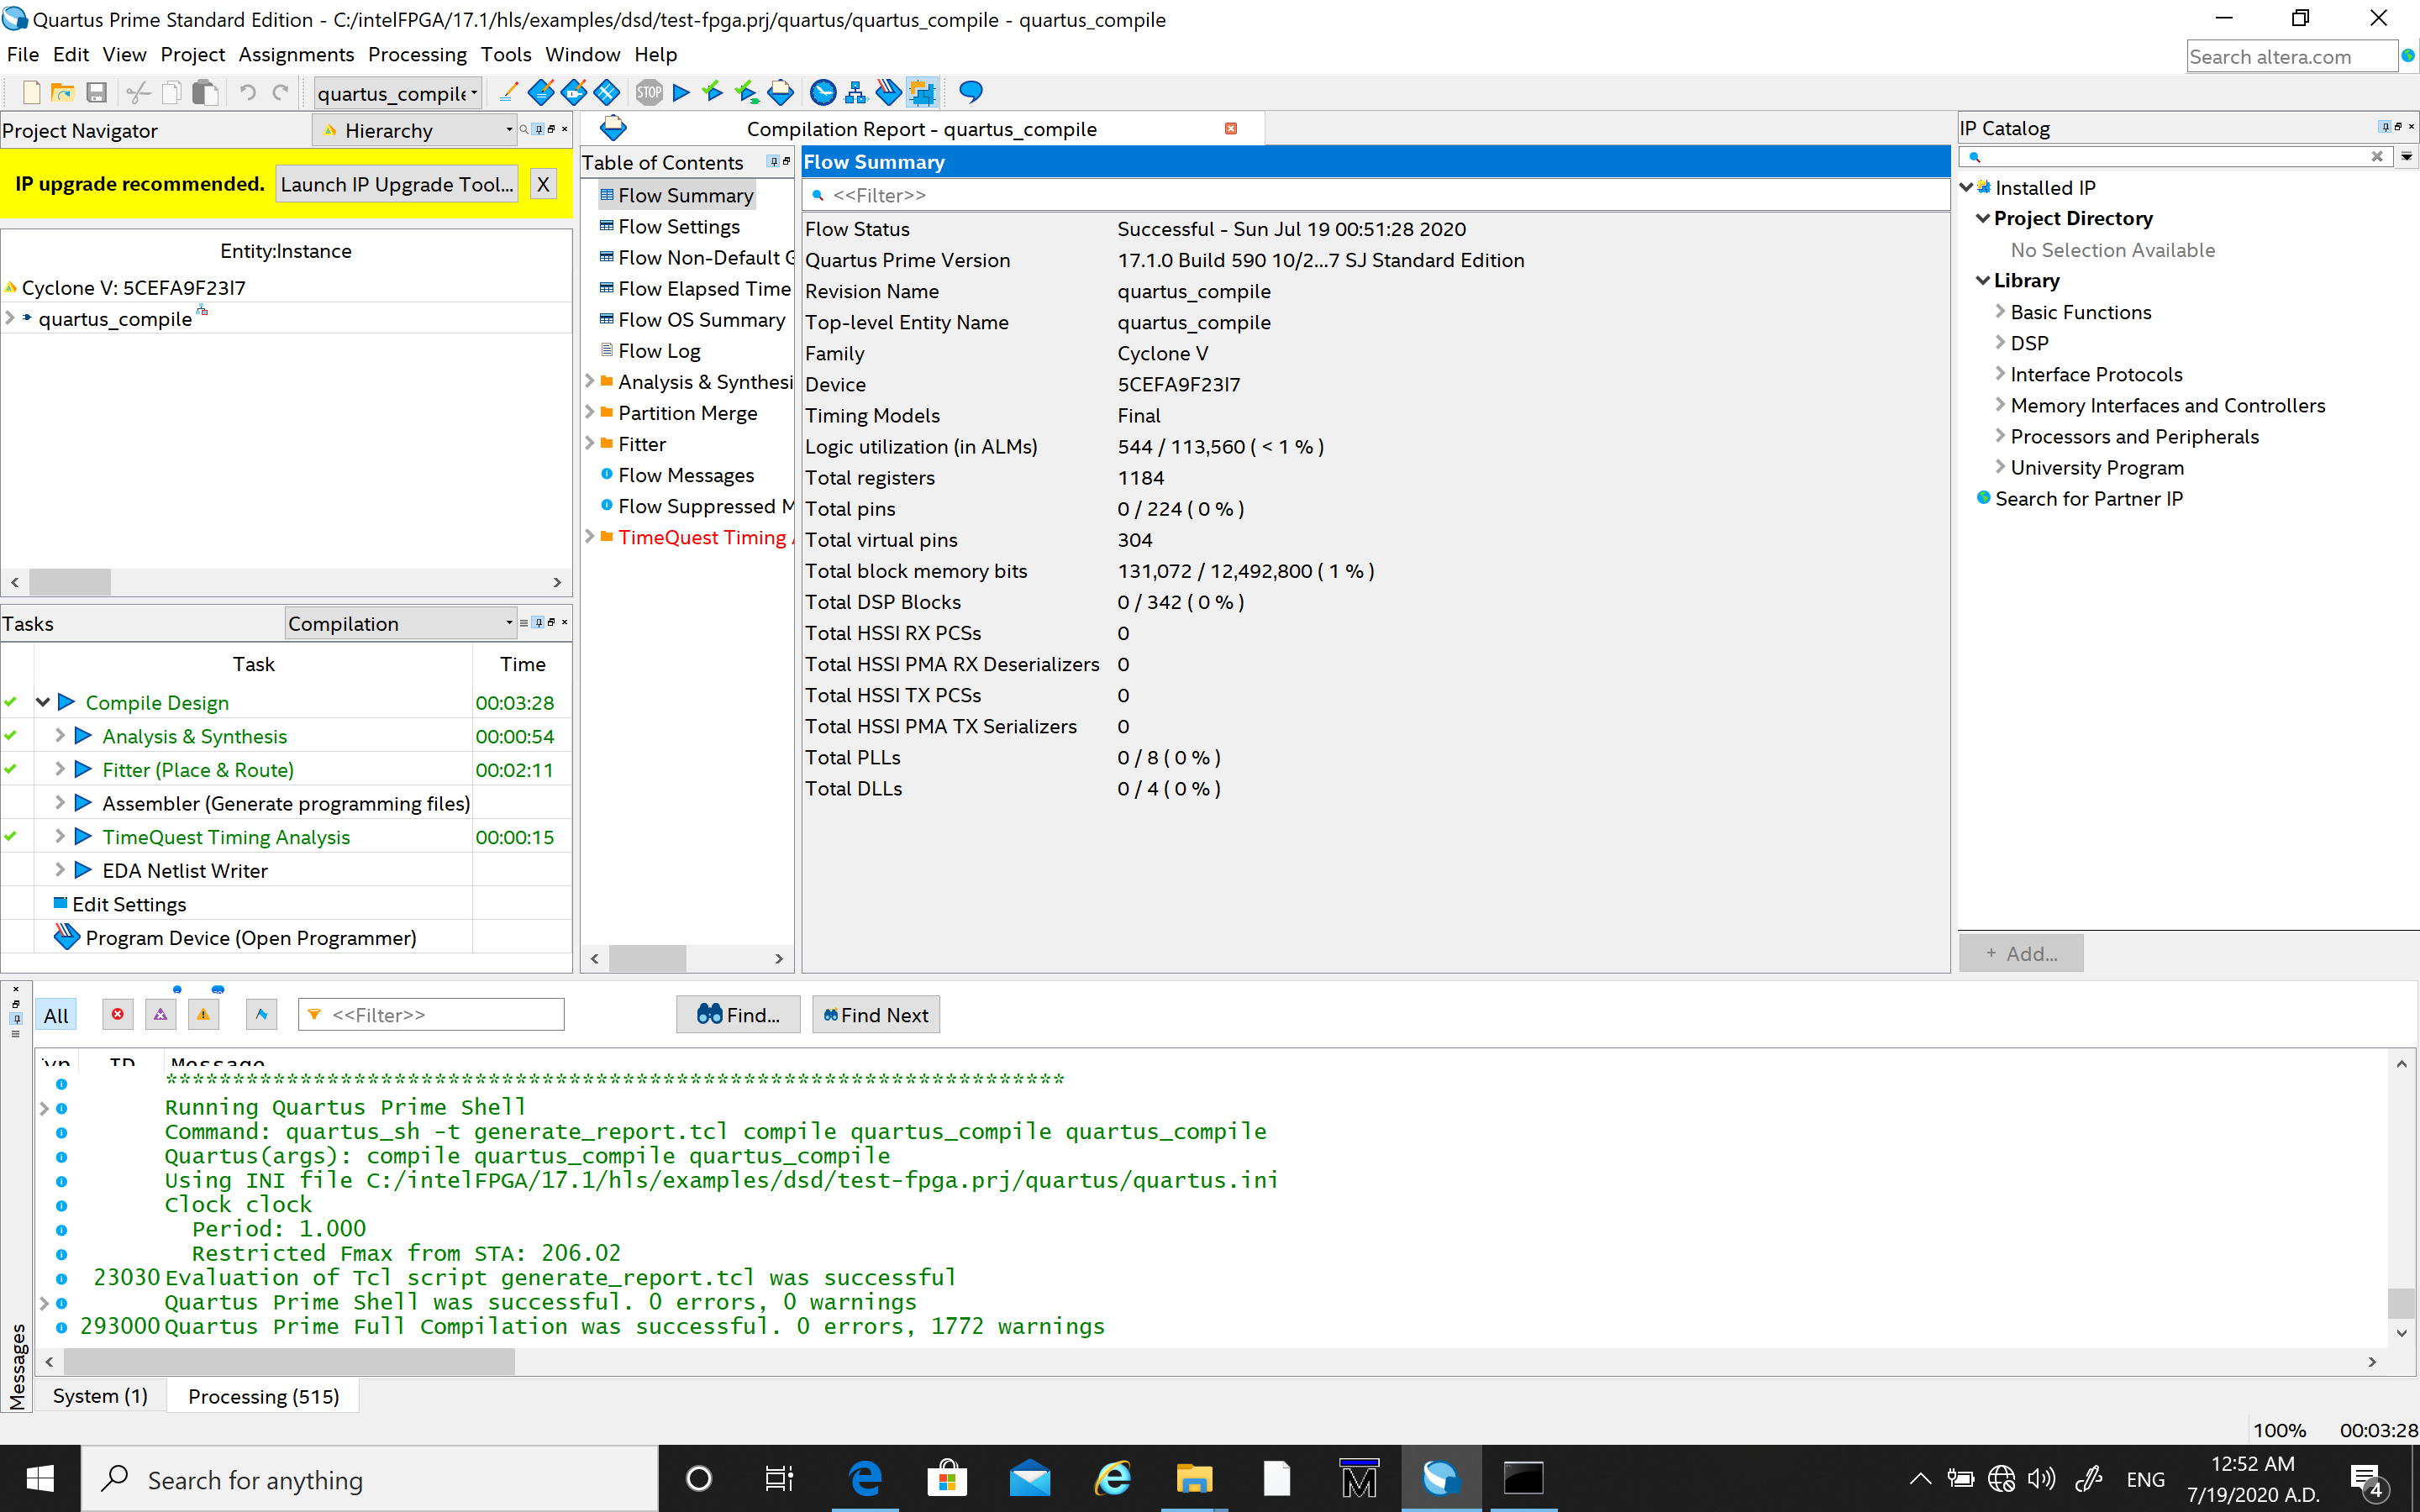 Quartus Prime Standard Edition - C:/intelFPGA/17.1/hls/examples/dsd/test-fpga.prj/quartus/quartus_compile - quartus_compile
File Edit View Project Assignments Processing Tools Window Help
Search altera.com
quartus_compile
STOP
Project Navigator
Hierarchy
IP upgrade recommended.
Launch IP Upgrade Tool...
X
Entity:Instance
Cyclone V: 5CEFA9F23I7
quartus_compile
Tasks
Compilation
Task Time
Compile Design 00:03:28
Analysis & Synthesis 00:00:54
Fitter (Place & Route) 00:02:11
Assembler (Generate programming files)
TimeQuest Timing Analysis 00:00:15
EDA Netlist Writer
Edit Settings
Program Device (Open Programmer)
Compilation Report - quartus_compile
Table of Contents
Flow Summary
Flow Settings
Flow Non-Default G
Flow Elapsed Time
Flow OS Summary
Flow Log
Analysis & Synthesi
Partition Merge
Fitter
Flow Messages
Flow Suppressed M
TimeQuest Timing
Flow Summary
<<Filter>>
Flow Status Successful - Sun Jul 19 00:51:28 2020
Quartus Prime Version 17.1.0 Build 590 10/2...7 SJ Standard Edition
Revision Name quartus_compile
Top-level Entity Name quartus_compile
Family Cyclone V
Device 5CEFA9F23I7
Timing Models Final
Logic utilization (in ALMs) 544 / 113,560 ( < 1 % )
Total registers 1184
Total pins 0 / 224 ( 0 % )
Total virtual pins 304
Total block memory bits 131,072 / 12,492,800 ( 1 % )
Total DSP Blocks 0 / 342 ( 0 % )
Total HSSI RX PCSs 0
Total HSSI PMA RX Deserializers 0
Total HSSI TX PCSs 0
Total HSSI PMA TX Serializers 0
Total PLLs 0 / 8 ( 0 % )
Total DLLs 0 / 4 ( 0 % )
IP Catalog
Installed IP
Project Directory
No Selection Available
Library
Basic Functions
DSP
Interface Protocols
Memory Interfaces and Controllers
Processors and Peripherals
University Program
Search for Partner IP
+ Add...
All
<<Filter>>
Find...
Find Next
ID Message
*******************************************************************
Running Quartus Prime Shell
Command: quartus_sh -t generate_report.tcl compile quartus_compile quartus_compile
Quartus(args): compile quartus_compile quartus_compile
Using INI file C:/intelFPGA/17.1/hls/examples/dsd/test-fpga.prj/quartus/quartus.ini
Clock clock
Period: 1.000
Restricted Fmax from STA: 206.02
23030 Evaluation of Tcl script generate_report.tcl was successful
Quartus Prime Shell was successful. 0 errors, 0 warnings
293000 Quartus Prime Full Compilation was successful. 0 errors, 1772 warnings
Messages
System (1)
Processing (515)
100% 00:03:28
Search for anything
ENG
12:52 AM
7/19/2020 A.D.
4